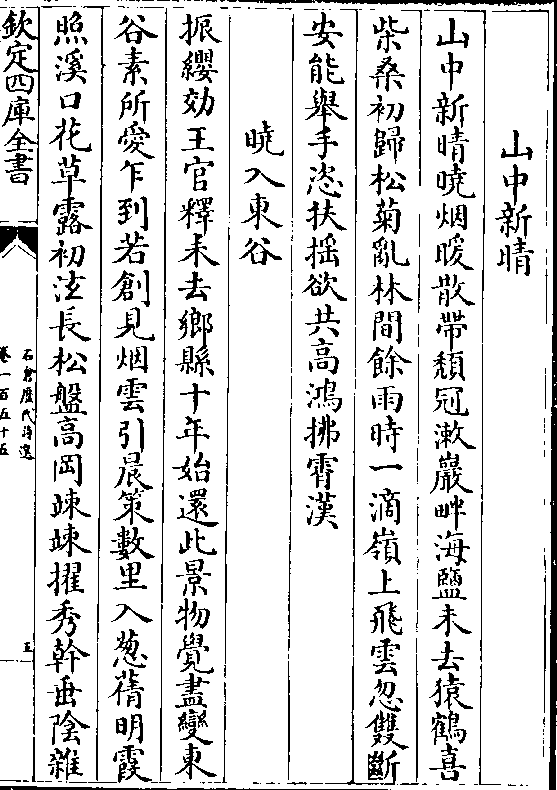 山中新晴
山中新晴曉烟暖散帶頽冠漱巖畔海鹽未去猿鶴喜
柴桑初歸松菊亂林間餘雨時一滴嶺上飛雲忽雙斷
安能舉手恣扶揺欲共高鴻拂霄漢
曉入東谷
振纓効王官釋耒去鄉縣十年始還此景物覺盡變東
谷素所愛乍到若創見烟雲引晨策數里入葱蒨明霞
照溪口花草露初泫長松盤高岡竦竦擢秀幹垂陰雜
欽定四庫全書
石倉歷代詩選
卷一百五十五
五